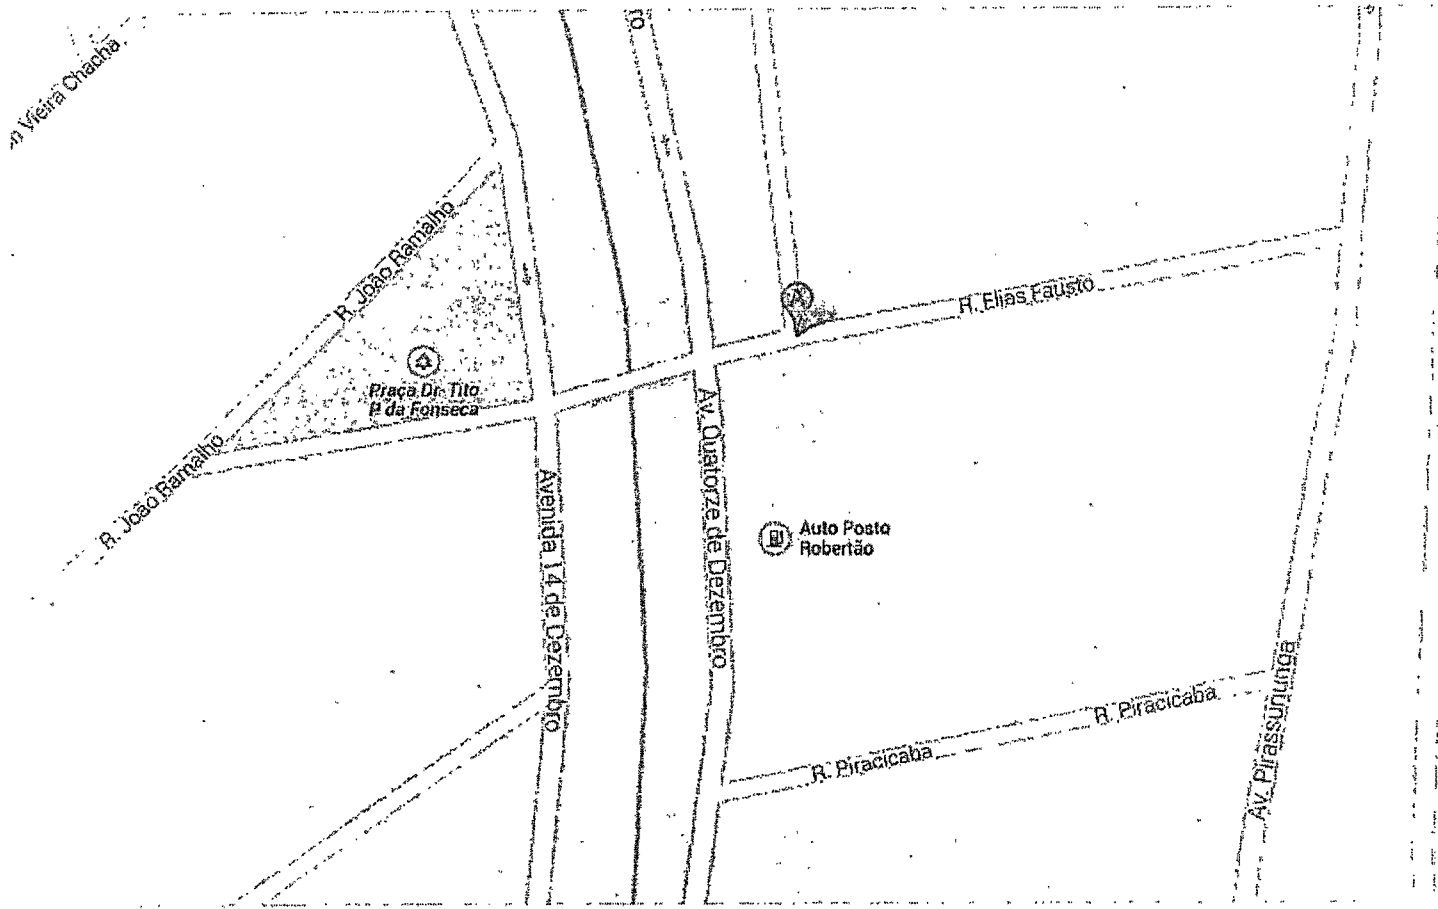 Vieira Chacha
R. João Ramalho
A
R. Elias Fausto
Praça Dr. Tito
P. da Fonseca
R. João Ramalho
Avenida 14 de Dezembro
Av. Quatorze de Dezembro
Auto Posto
Robertão
R. Piracicaba
R. Piracicaba
Av. Pirassununga